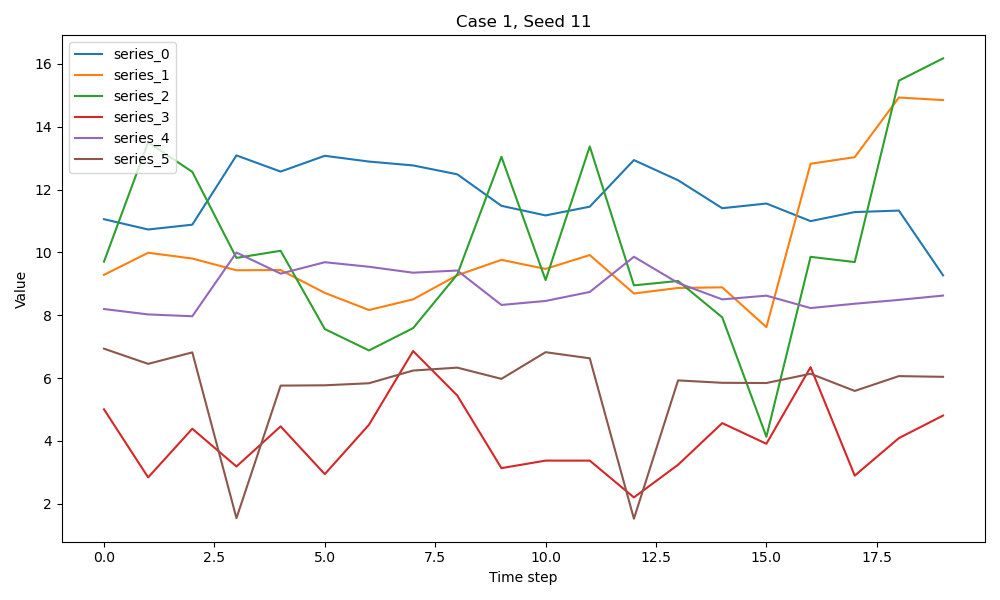 Case 1, Seed 11
series_0
series_1
series_2
series_3
series_4
series_5
Value
16
14
12
10
8
6
4
2
0.0 2.5 5.0 7.5 10.0 12.5 15.0 17.5
Time step